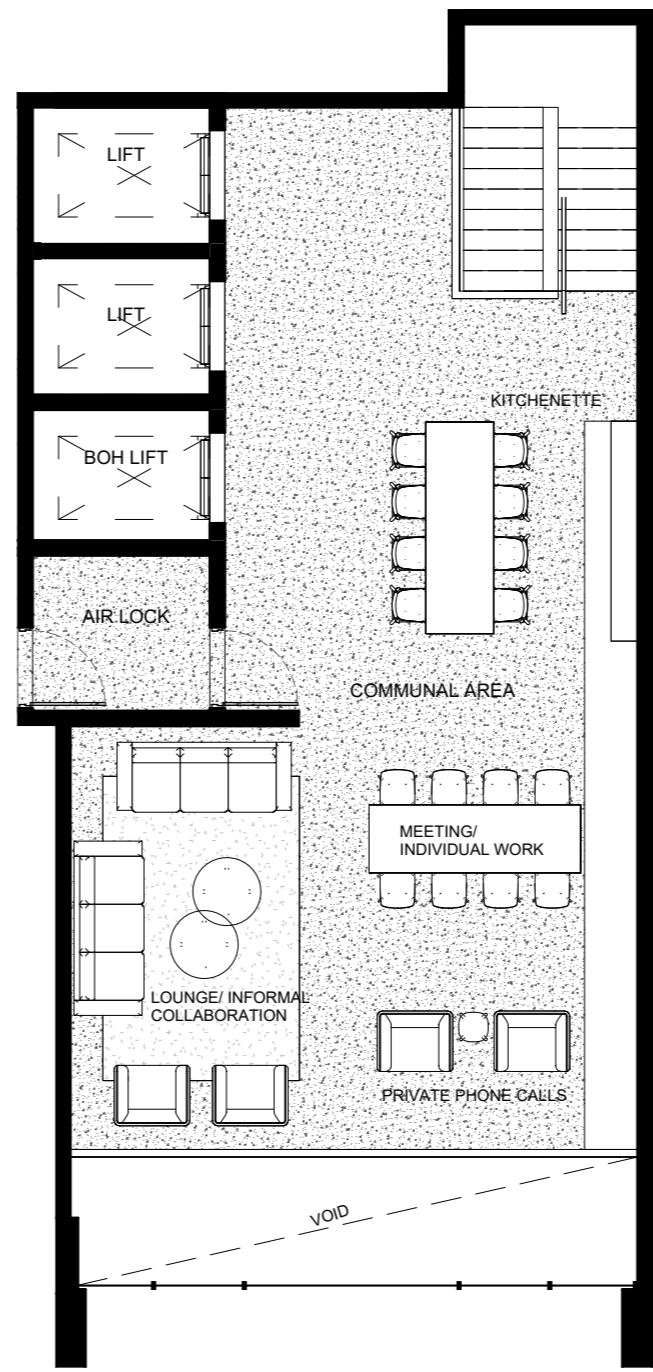 LIFT
LIFT
KITCHENETTE
BOH LIFT
AIR LOCK
COMMUNAL AREA
MEETING/
INDIVIDUAL WORK
LOUNGE/ INFORMAL
COLLABORATION
PRIVATE PHONE CALLS
VOID